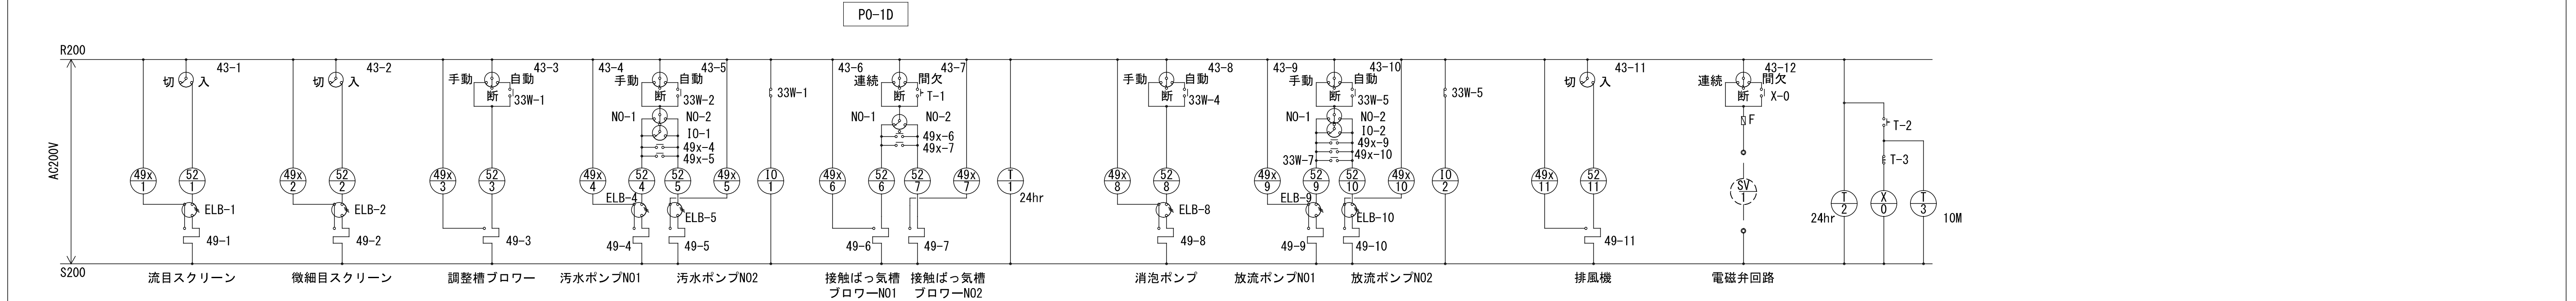 PO-1D
R200
AC200V
S200
43-1
切 入
49x
1
52
1
ELB-1
49-1
流目スクリーン
43-2
切 入
49x
2
52
2
ELB-2
49-2
微細目スクリーン
43-3
手動 自動
断
33W-1
49x
3
52
3
49-3
調整槽ブロワー
43-4
43-5
手動 自動
断
33W-2
NO-1 NO-2
IO-1
49x-4
49x-5
49x
4
52
4
52
5
49x
5
ELB-4
ELB-5
49-4
49-5
汚水ポンプNO1
汚水ポンプNO2
33W-1
IO
1
43-6
43-7
連続 間欠
断
T-1
NO-1 NO-2
49x-6
49x-7
49x
6
52
6
52
7
49x
7
49-6
49-7
接触ばっ気槽
ブロワーNO1
接触ばっ気槽
ブロワーNO2
T
1
24hr
43-8
手動 自動
断
33W-4
49x
8
52
8
ELB-8
49-8
消泡ポンプ
43-9
43-10
手動 自動
断
33W-5
NO-1 NO-2
IO-2
49x-9
49x-10
33W-7
49x
9
52
9
52
10
49x
10
ELB-9
ELB-10
49-9
49-10
放流ポンプNO1
放流ポンプNO2
33W-5
IO
2
43-11
切 入
49x
11
52
11
49-11
排風機
43-12
連続 間欠
断
X-0
F
SV
1
電磁弁回路
T
2
24hr
T-2
T-3
X
0
T
3
10M